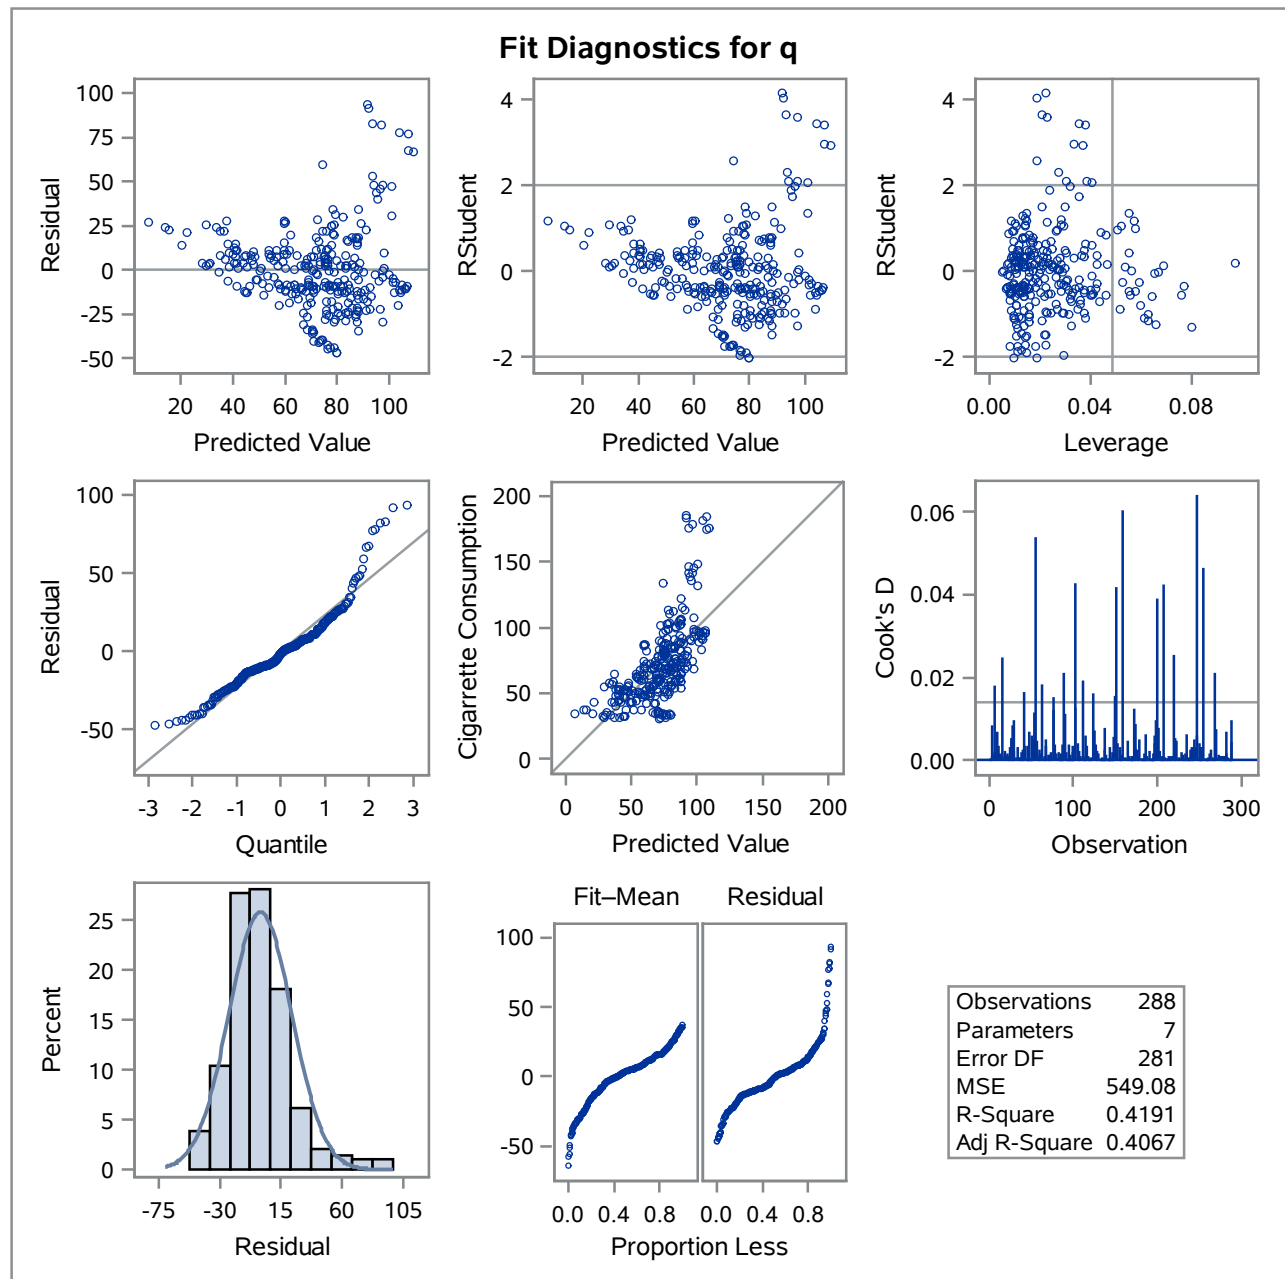 Fit Diagnostics for q
100
75
50
25
0
-25
-50
Residual
20 40 60 80 100
Predicted Value
4
2
0
-2
RStudent
20 40 60 80 100
Predicted Value
4
2
0
-2
RStudent
0.00 0.04 0.08
Leverage
100
50
0
-50
Residual
-3 -2 -1 0 1 2 3
Quantile
200
150
100
50
0
Cigarrette Consumption
0 50 100 150 200
Predicted Value
0.06
0.04
0.02
0.00
Cook's D
0 100 200 300
Observation
25
20
15
10
5
0
Percent
-75 -30 15 60 105
Residual
Fit–Mean Residual
100
50
0
-50
0.0 0.4 0.8 0.0 0.4 0.8
Proportion Less
Observations 288
Parameters 7
Error DF 281
MSE 549.08
R-Square 0.4191
Adj R-Square 0.4067